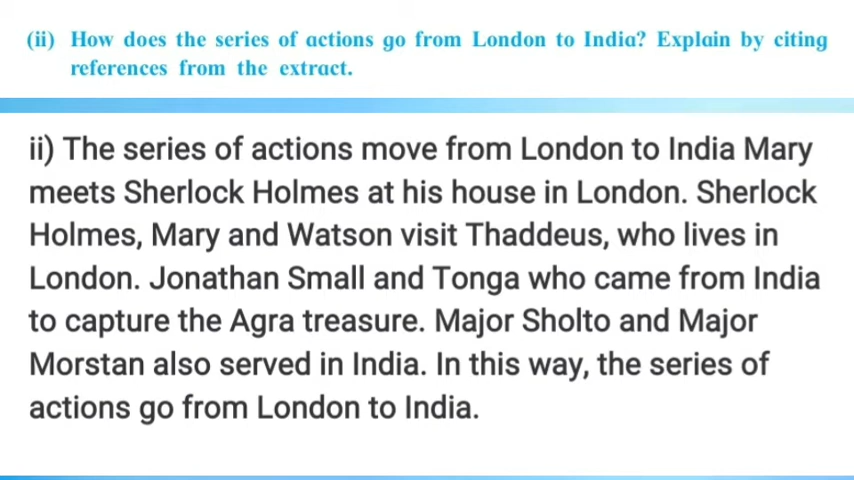 (ii) How does the series of actions go from London to India? Explain by citing
references from the extract.
ii) The series of actions move from London to India Mary
meets Sherlock Holmes at his house in London. Sherlock
Holmes, Mary and Watson visit Thaddeus, who lives in
London. Jonathan Small and Tonga who came from India
to capture the Agra treasure. Major Sholto and Major
Morstan also served in India. In this way, the series of
actions go from London to India.